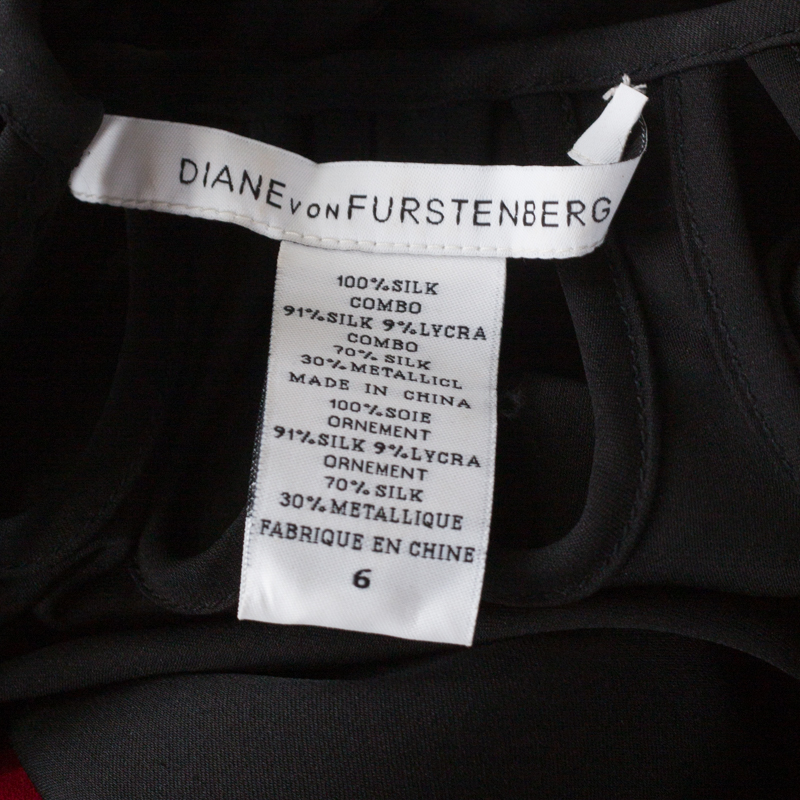 DIANE VON FURSTENBERG
100% SILK
COMBO
91% SILK 9% LYCRA
COMBO
70% SILK
30% METALLICL
MADE IN CHINA
100% SOIE
ORNEMENT
91% SILK 9% LYCRA
ORNEMENT
70% SILK
30% METALLIQUE
FABRIQUE EN CHINE
6